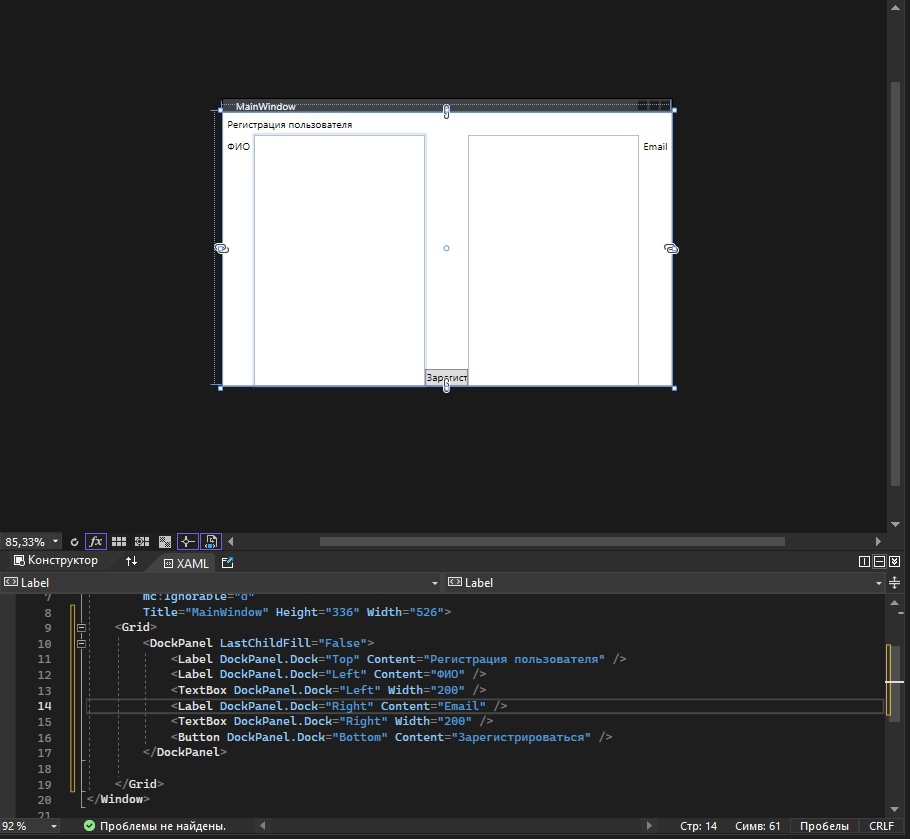 MainWindow
Регистрация пользователя
ФИО
Email
Зарегист
85,33%
fx
Конструктор
XAML
Label
Label
7 mc:Ignorable="d"
8 Title="MainWindow" Height="336" Width="526">
9 <Grid>
10 <DockPanel LastChildFill="False">
11 <Label DockPanel.Dock="Top" Content="Регистрация пользователя" />
12 <Label DockPanel.Dock="Left" Content="ФИО" />
13 <TextBox DockPanel.Dock="Left" Width="200" />
14 <Label DockPanel.Dock="Right" Content="Email" />
15 <TextBox DockPanel.Dock="Right" Width="200" />
16 <Button DockPanel.Dock="Bottom" Content="Зарегистрироваться" />
17 </DockPanel>
18
19 </Grid>
20 </Window>
21
92 %
Проблемы не найдены.
Стр: 14
Симв: 61
Пробелы
CRLF